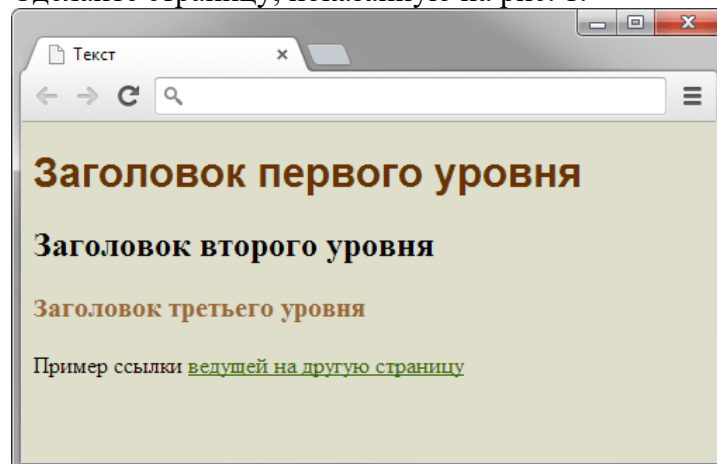 Сделайте страницу, показанную на рис. 1.
Текст
Заголовок первого уровня
Заголовок второго уровня
Заголовок третьего уровня
Пример ссылки ведущей на другую страницу